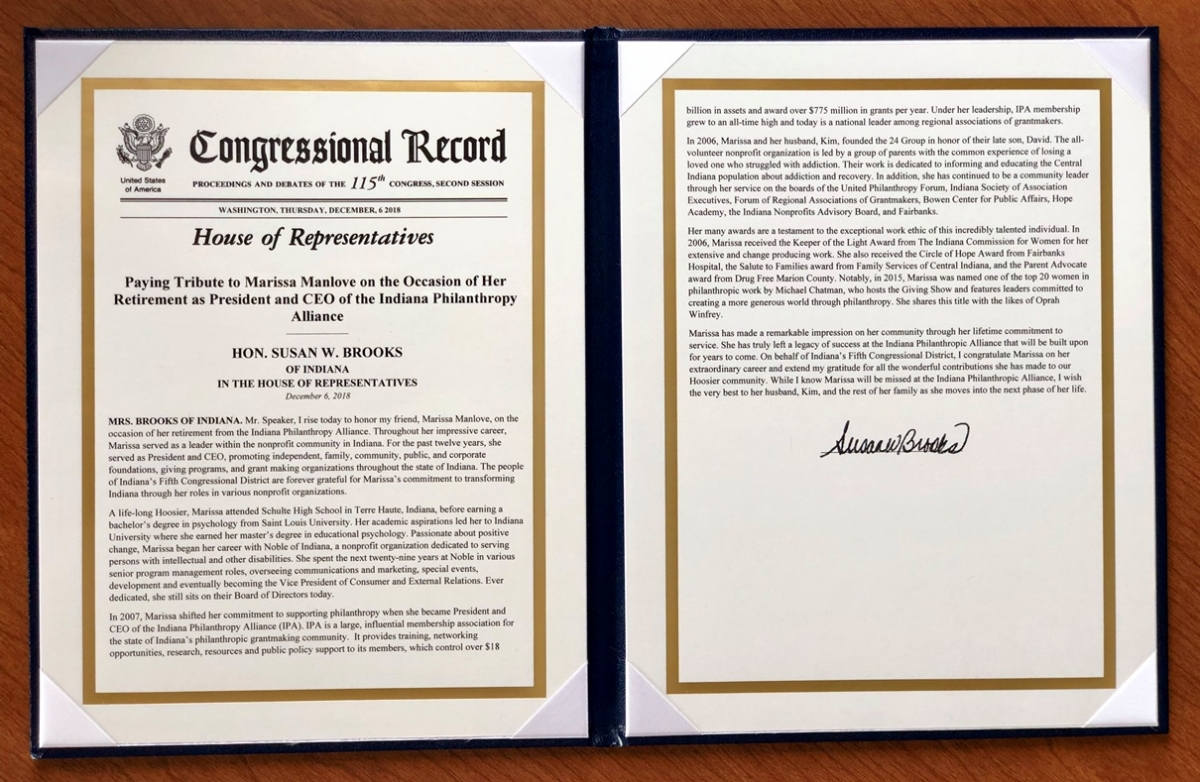 United States
of America
Congressional Record
PROCEEDINGS AND DEBATES OF THE 115th CONGRESS, SECOND SESSION
WASHINGTON, THURSDAY, DECEMBER, 6 2018
House of Representatives
Paying Tribute to Marissa Manlove on the Occasion of Her
Retirement as President and CEO of the Indiana Philanthropy
Alliance
HON. SUSAN W. BROOKS
OF INDIANA
IN THE HOUSE OF REPRESENTATIVES
December 6, 2018
MRS. BROOKS OF INDIANA. Mr. Speaker, I rise today to honor my friend, Marissa Manlove, on the
occasion of her retirement from the Indiana Philanthropy Alliance. Throughout her impressive career,
Marissa served as a leader within the nonprofit community in Indiana. For the past twelve years, she
served as President and CEO, promoting independent, family, community, public, and corporate
foundations, giving programs, and grant making organizations throughout the state of Indiana. The people
of Indiana's Fifth Congressional District are forever grateful for Marissa's commitment to transforming
Indiana through her roles in various nonprofit organizations.
A life-long Hoosier, Marissa attended Schulte High School in Terre Haute, Indiana, before earning a
bachelor's degree in psychology from Saint Louis University. Her academic aspirations led her to Indiana
University where she earned her master's degree in educational psychology. Passionate about positive
change, Marissa began her career with Noble of Indiana, a nonprofit organization dedicated to serving
persons with intellectual and other disabilities. She spent the next twenty-nine years at Noble in various
senior program management roles, overseeing communications and marketing, special events,
development and eventually becoming the Vice President of Consumer and External Relations. Ever
dedicated, she still sits on their Board of Directors today.
In 2007, Marissa shifted her commitment to supporting philanthropy when she became President and
CEO of the Indiana Philanthropy Alliance (IPA). IPA is a large, influential membership association for
the state of Indiana's philanthropic grantmaking community. It provides training, networking
opportunities, research, resources and public policy support to its members, which control over $18
billion in assets and award over $775 million in grants per year. Under her leadership, IPA membership
grew to an all-time high and today is a national leader among regional associations of grantmakers.
In 2006, Marissa and her husband, Kim, founded the 24 Group in honor of their late son, David. The all-
volunteer nonprofit organization is led by a group of parents with the common experience of losing a
loved one who struggled with addiction. Their work is dedicated to informing and educating the Central
Indiana population about addiction and recovery. In addition, she has continued to be a community leader
through her service on the boards of the United Philanthropy Forum, Indiana Society of Association
Executives, Forum of Regional Associations of Grantmakers, Bowen Center for Public Affairs, Hope
Academy, the Indiana Nonprofits Advisory Board, and Fairbanks.
Her many awards are a testament to the exceptional work ethic of this incredibly talented individual. In
2006, Marissa received the Keeper of the Light Award from The Indiana Commission for Women for her
extensive and change producing work. She also received the Circle of Hope Award from Fairbanks
Hospital, the Salute to Families award from Family Services of Central Indiana, and the Parent Advocate
award from Drug Free Marion County. Notably, in 2015, Marissa was named one of the top 20 women in
philanthropic work by Michael Chatman, who hosts the Giving Show and features leaders committed to
creating a more generous world through philanthropy. She shares this title with the likes of Oprah
Winfrey.
Marissa has made a remarkable impression on her community through her lifetime commitment to
service. She has truly left a legacy of success at the Indiana Philanthropic Alliance that will be built upon
for years to come. On behalf of Indiana's Fifth Congressional District, I congratulate Marissa on her
extraordinary career and extend my gratitude for all the wonderful contributions she has made to our
Hoosier community. While I know Marissa will be missed at the Indiana Philanthropic Alliance, I wish
the very best to her husband, Kim, and the rest of her family as she moves into the next phase of her life.
Susan W Brooks